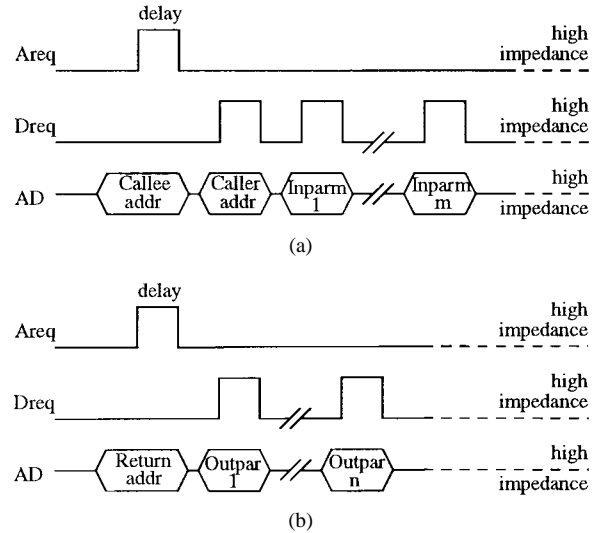 delay
high
Areq
impedance
high
Dreq
impedance
Callee
addr
Caller
addr
Inparm
1
Inparm
m
high
AD
impedance
(a)
delay
high
Areq
impedance
high
Dreq
impedance
Return
addr
Outpar
1
Outpar
n
high
AD
impedance
(b)